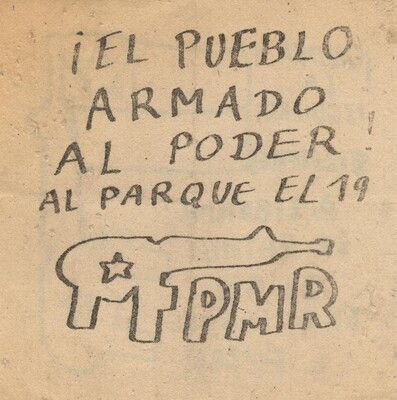 ¡EL PUEBLO
ARMADO
AL PODER!
AL PARQUE EL 19
FPMR